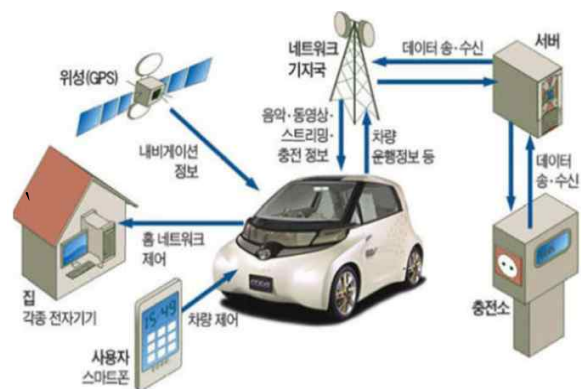 위성(GPS)
네트워크
기지국
데이터 송·수신
서버
음악·동영상·
스트리밍·
충전 정보
차량
운행정보 등
내비게이션
정보
데이터
송·수신
홈 네트워크
제어
집
각종 전자기기
15:49
차량 제어
사용자
스마트폰
충전소